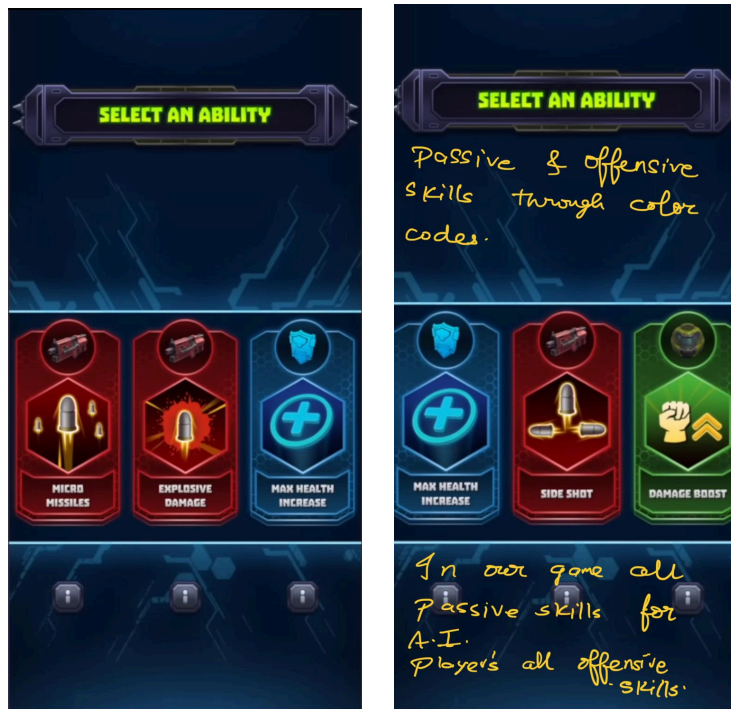 SELECT AN ABILITY
MICRO
MISSILES
EXPLOSIVE
DAMAGE
MAX HEALTH
INCREASE
SELECT AN ABILITY
Passive & offensive
skills through color
codes.
MAX HEALTH
INCREASE
SIDE SHOT
DAMAGE BOOST
In our game all
Passive skills for
A.I.
Player's all offensive
skills.